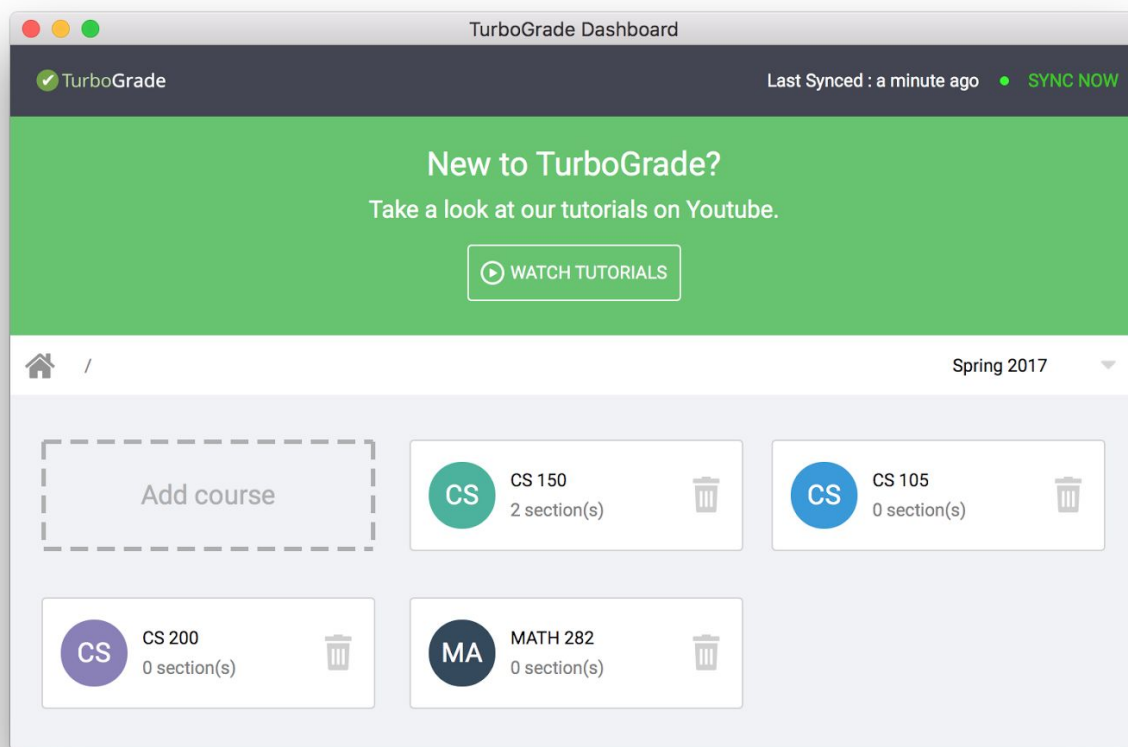 TurboGrade Dashboard
TurboGrade
Last Synced : a minute ago
SYNC NOW
New to TurboGrade?
Take a look at our tutorials on Youtube.
WATCH TUTORIALS
/
Spring 2017
Add course
CS
CS 150
2 section(s)
CS
CS 105
0 section(s)
CS
CS 200
0 section(s)
MA
MATH 282
0 section(s)